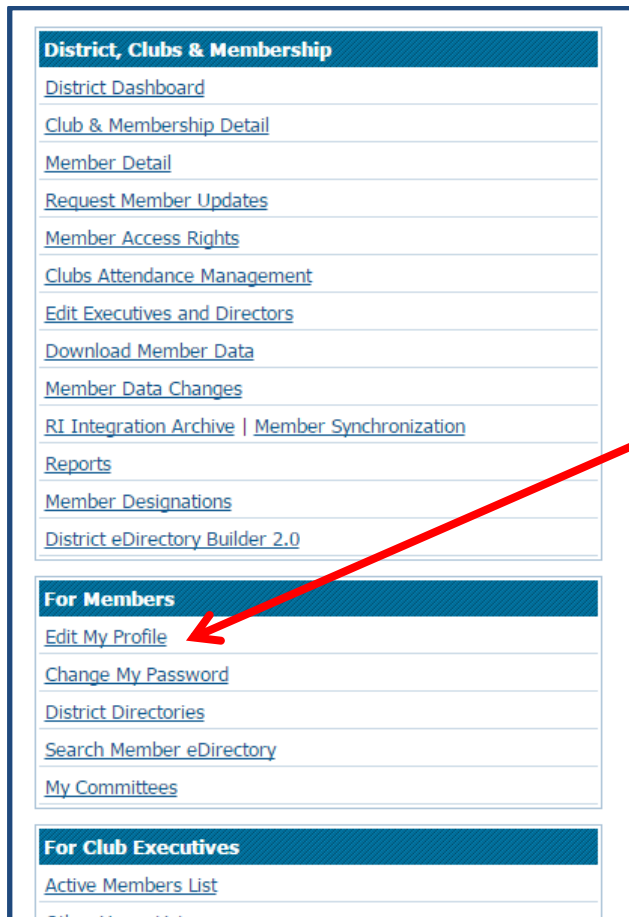 District, Clubs & Membership
District Dashboard
Club & Membership Detail
Member Detail
Request Member Updates
Member Access Rights
Clubs Attendance Management
Edit Executives and Directors
Download Member Data
Member Data Changes
RI Integration Archive | Member Synchronization
Reports
Member Designations
District eDirectory Builder 2.0
For Members
Edit My Profile
Change My Password
District Directories
Search Member eDirectory
My Committees
For Club Executives
Active Members List